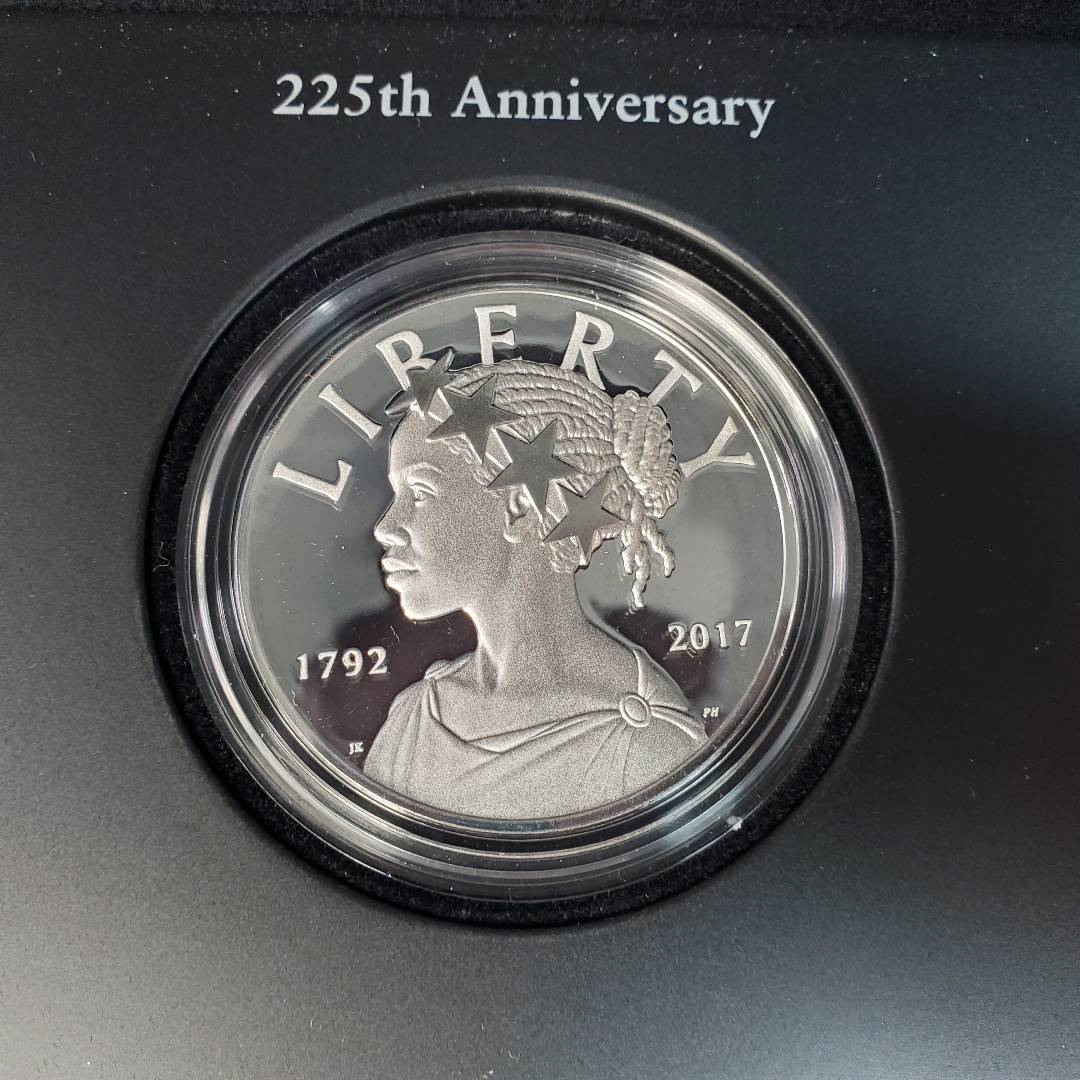 225th Anniversary
LIBERTY
1792
2017
JK
PH